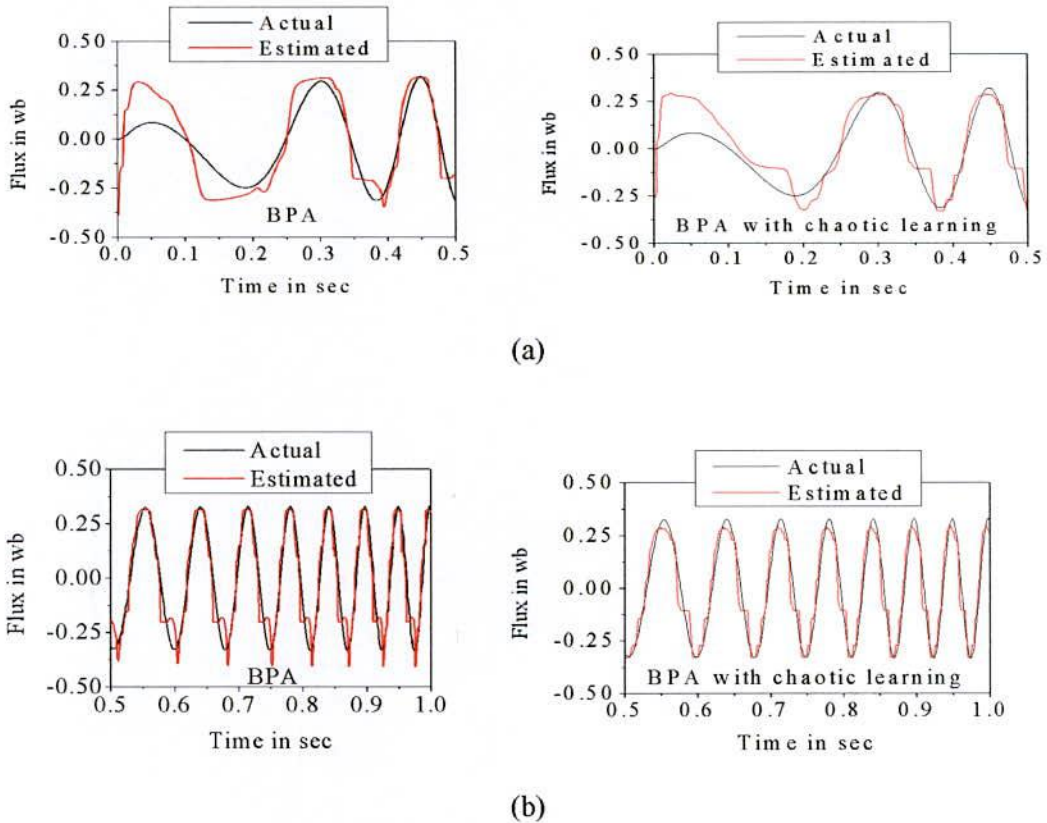 Actual
Estimated
0.50
0.25
0.00
-0.25
-0.50
Flux in wb
BPA
0.0 0.1 0.2 0.3 0.4 0.5
Time in sec
Actual
Estimated
0.50
0.25
0.00
-0.25
-0.50
Flux in wb
BPA with chaotic learning
0.0 0.1 0.2 0.3 0.4 0.5
Time in sec
(a)
Actual
Estimated
0.50
0.25
0.00
-0.25
-0.50
Flux in wb
BPA
0.5 0.6 0.7 0.8 0.9 1.0
Time in sec
Actual
Estimated
0.50
0.25
0.00
-0.25
-0.50
Flux in wb
BPA with chaotic learning
0.5 0.6 0.7 0.8 0.9 1.0
Time in sec
(b)